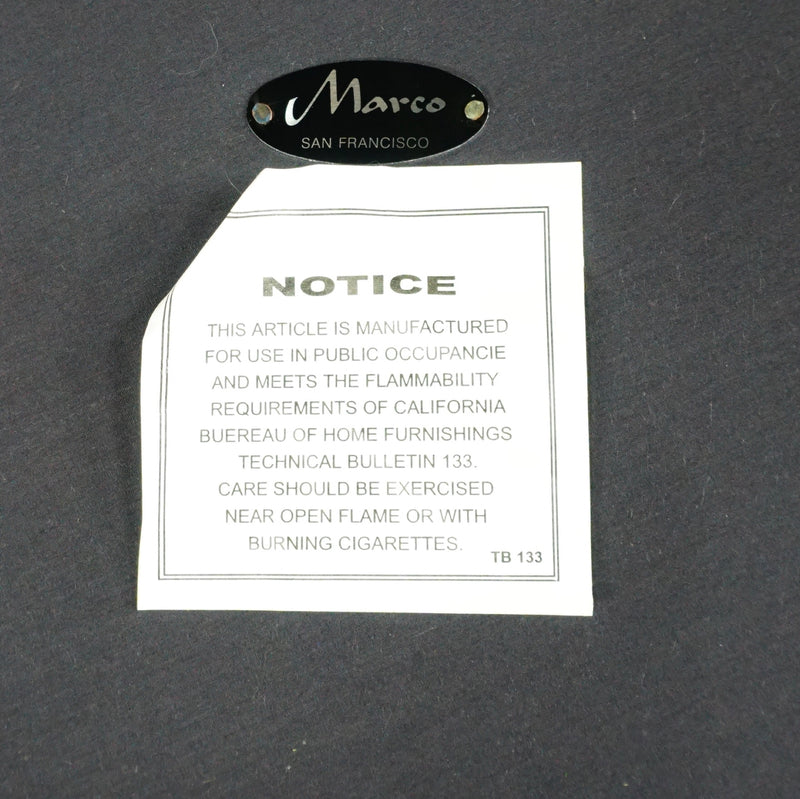 Marco
SAN FRANCISCO
NOTICE
THIS ARTICLE IS MANUFACTURED
FOR USE IN PUBLIC OCCUPANCIE
AND MEETS THE FLAMMABILITY
REQUIREMENTS OF CALIFORNIA
BUEREAU OF HOME FURNISHINGS
TECHNICAL BULLETIN 133.
CARE SHOULD BE EXERCISED
NEAR OPEN FLAME OR WITH
BURNING CIGARETTES.
TB 133